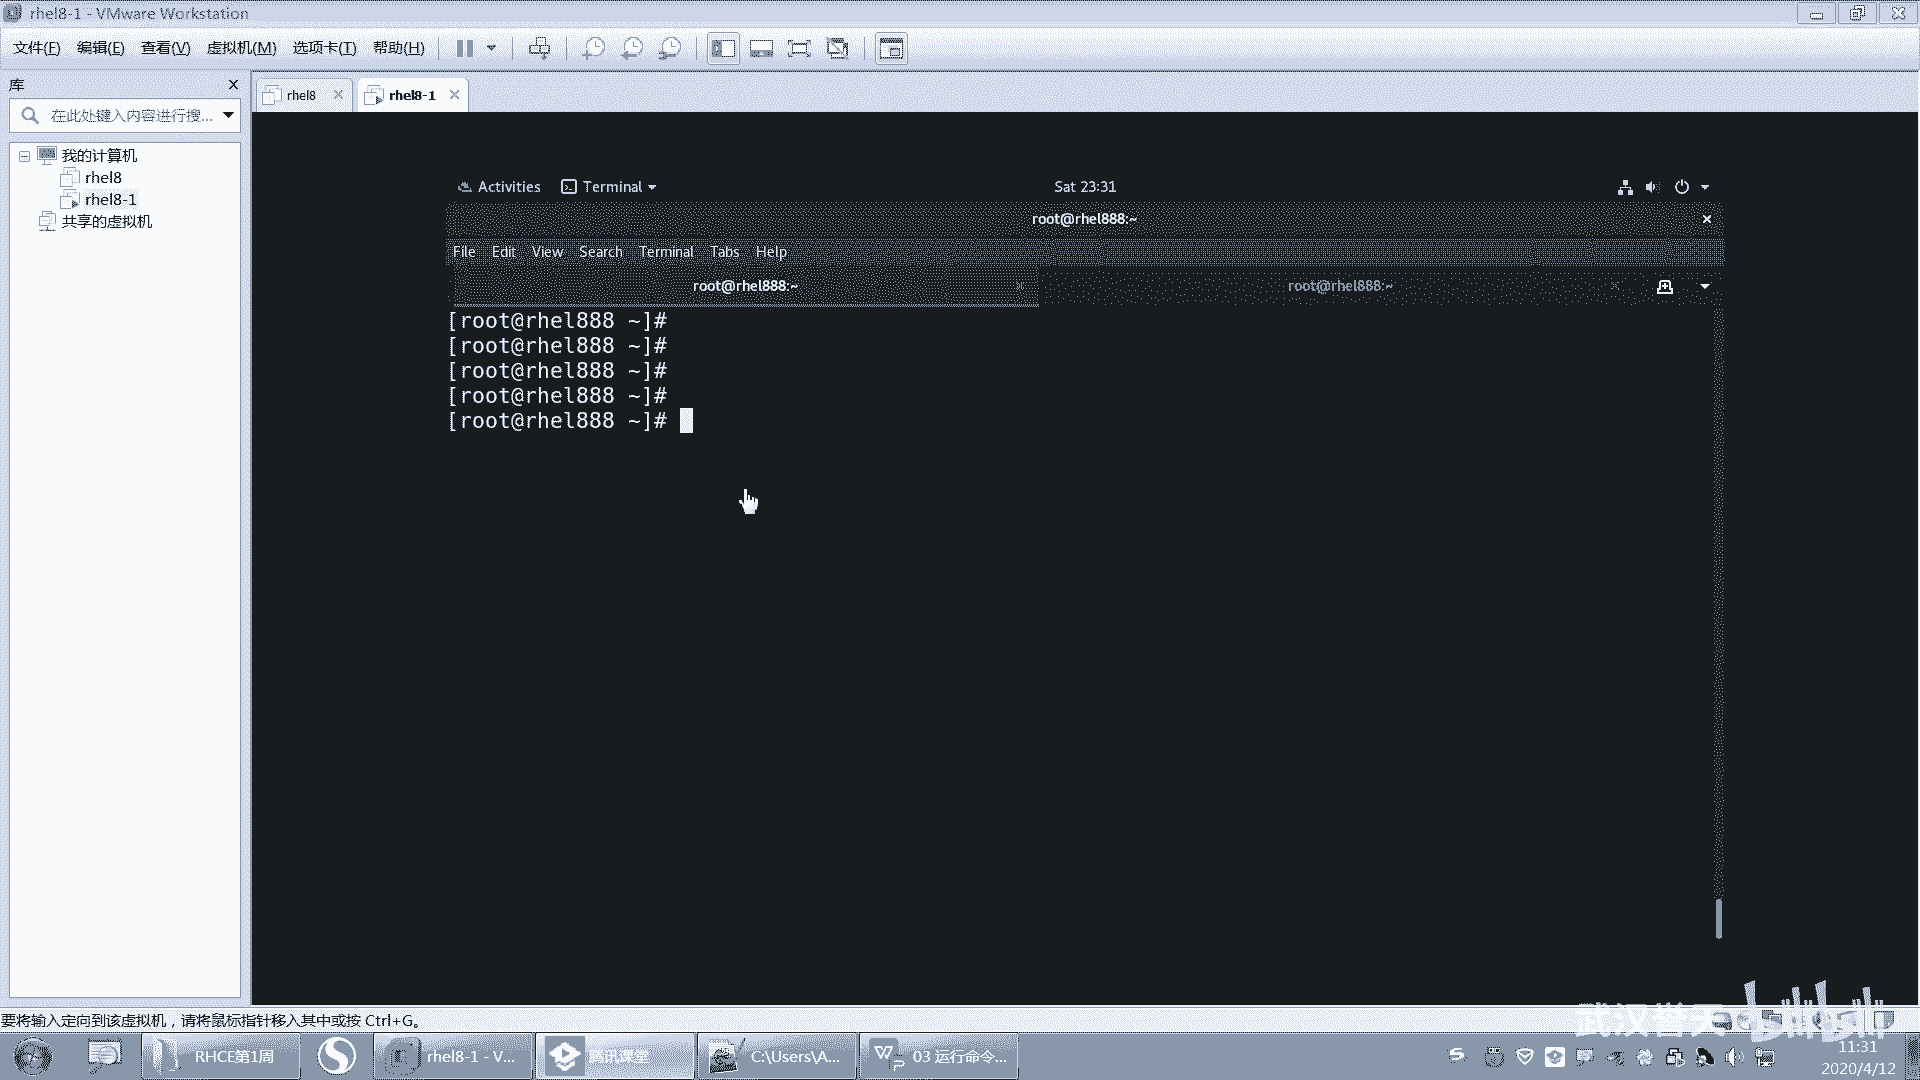 rhel8-1 - VMware Workstation
文件(F) 编辑(E) 查看(V) 虚拟机(M) 选项卡(T) 帮助(H)
库
在此处键入内容进行搜...
我的计算机
rhel8
rhel8-1
共享的虚拟机
rhel8 rhel8-1
Activities Terminal Sat 23:31
root@rhel888:~
File Edit View Search Terminal Tabs Help
root@rhel888:~ root@rhel888:~
[root@rhel888 ~]#
[root@rhel888 ~]#
[root@rhel888 ~]#
[root@rhel888 ~]#
[root@rhel888 ~]#
要将输入定向到该虚拟机，请将鼠标指针移入其中或按 Ctrl+G。
武汉誉天 bilibili
RHCE第1周 rhel8-1 - V... 腾讯课堂 C:\Users\A... 03 运行命令...
11:31
2020/4/12